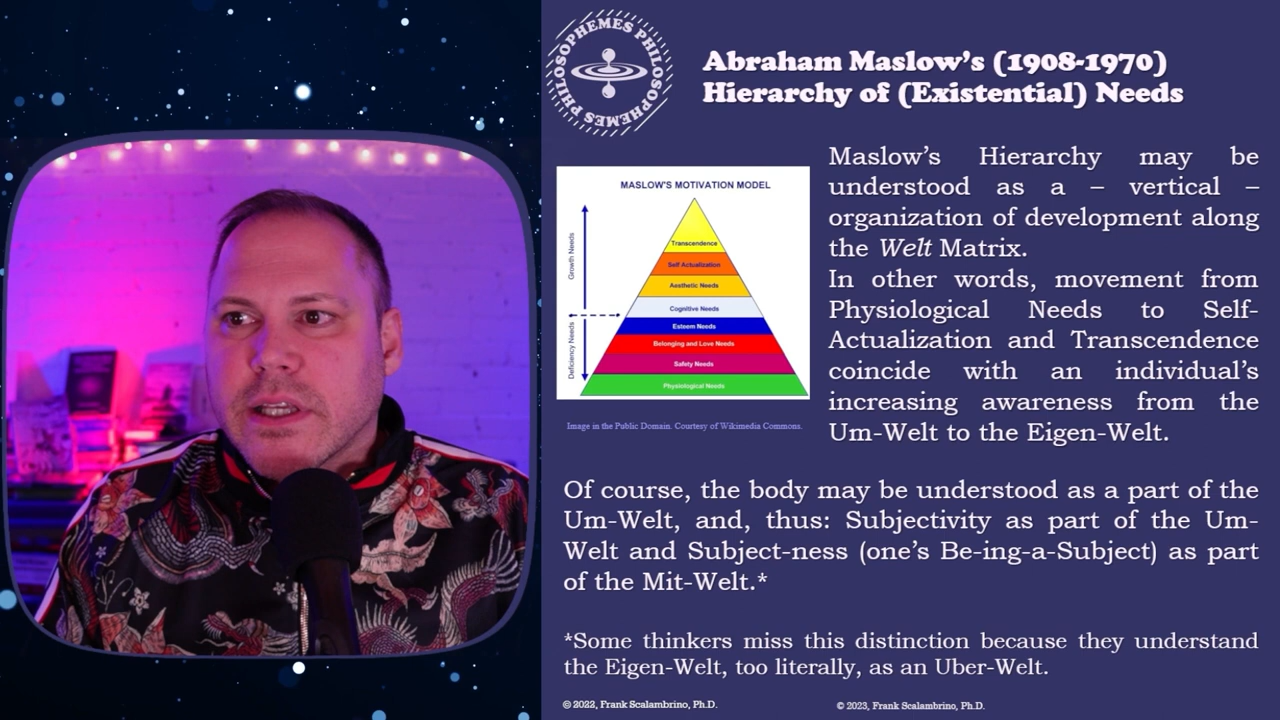 PHILOSOPHEMES PHILOSOPHEMES
Abraham Maslow’s (1908-1970)
Hierarchy of (Existential) Needs
MASLOW'S MOTIVATION MODEL
Growth Needs
Deficiency Needs
Transcendence
Self Actualization
Aesthetic Needs
Cognitive Needs
Esteem Needs
Belonging and Love Needs
Safety Needs
Physiological Needs
Image in the Public Domain. Courtesy of Wikimedia Commons.
Maslow’s Hierarchy may be
understood as a – vertical –
organization of development along
the Welt Matrix.
In other words, movement from
Physiological Needs to Self-
Actualization and Transcendence
coincide with an individual’s
increasing awareness from the
Um-Welt to the Eigen-Welt.
Of course, the body may be understood as a part of the
Um-Welt, and, thus: Subjectivity as part of the Um-
Welt and Subject-ness (one’s Be-ing-a-Subject) as part
of the Mit-Welt.*
*Some thinkers miss this distinction because they understand
the Eigen-Welt, too literally, as an Uber-Welt.
© 2022, Frank Scalambrino, Ph.D.
© 2023, Frank Scalambrino, Ph.D.